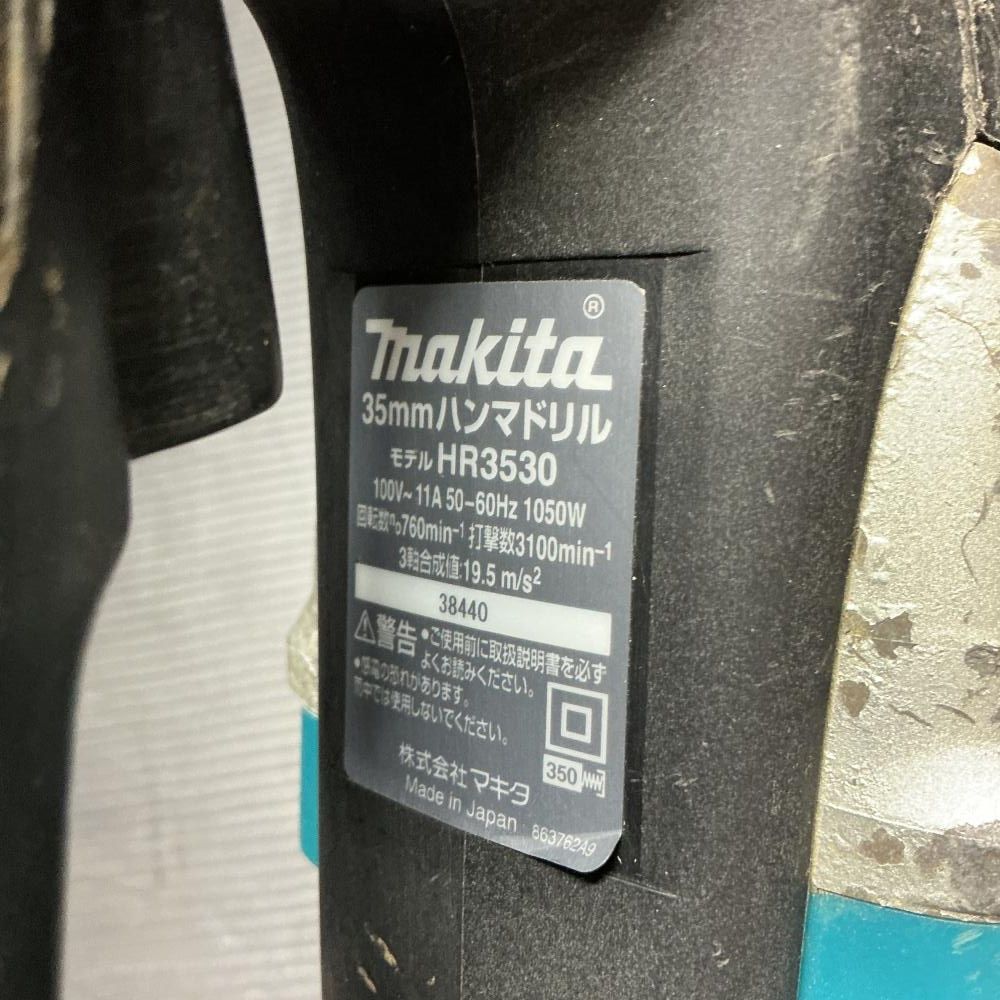 makita ®
35mmハンマドリル
モデル HR3530
100V~ 11A 50-60Hz 1050W
回転数n₀760min⁻¹ 打撃数3100min⁻¹
3軸合成値:19.5 m/s²
38440
警告 •ご使用前に取扱説明書を必ず
よくお読みください。
•感電の恐れがあります。
雨中では使用しないでください。
350
株式会社 マキタ
Made in Japan 863762A9